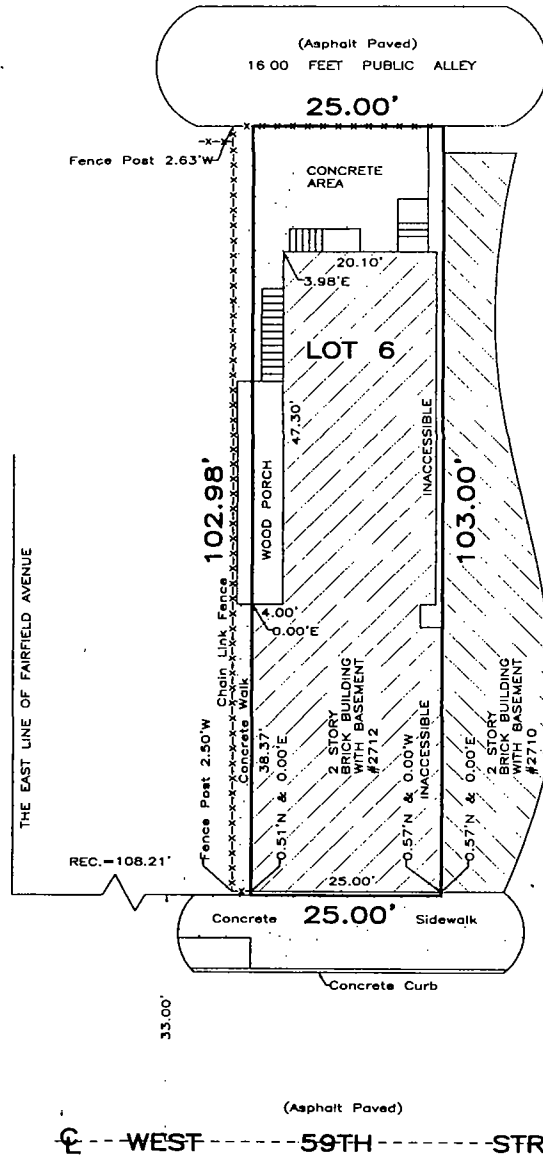 (Asphalt Paved)
16 00 FEET PUBLIC ALLEY
25.00'
Fence Post 2.63'W
CONCRETE
AREA
20.10'
3.98'E
LOT 6
47.30'
INACCESSIBLE
102.98'
WOOD PORCH
103.00'
4.00'
0.00'E
THE EAST LINE OF FAIRFIELD AVENUE
Chain Link Fence
Concrete Walk
Fence Post 2.50'W
38.37'
0.51'N & 0.00'E
2 STORY
BRICK BUILDING
WITH BASEMENT
#2712
0.57'N & 0.00'W
INACCESSIBLE
0.57'N & 0.00'E
2 STORY
BRICK BUILDING
WITH BASEMENT
#2710
REC.=108.21'
25.00'
Concrete 25.00' Sidewalk
Concrete Curb
33.00'
(Asphalt Paved)
℄ WEST 59TH STR